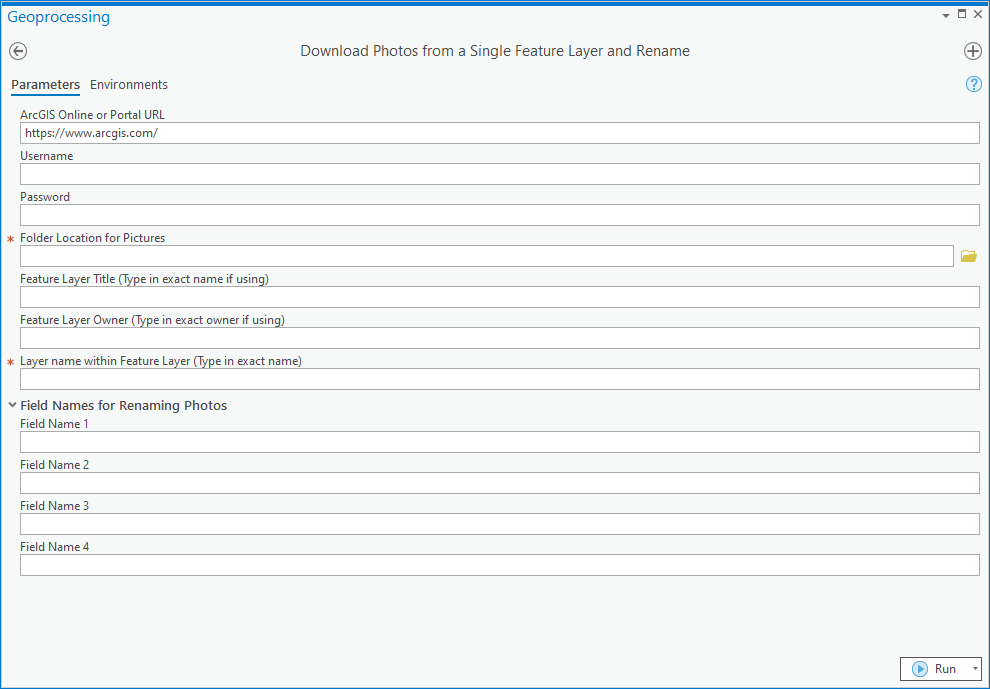 Geoprocessing
Download Photos from a Single Feature Layer and Rename
Parameters Environments
?
ArcGIS Online or Portal URL
https://www.arcgis.com/
Username
Password
* Folder Location for Pictures
Feature Layer Title (Type in exact name if using)
Feature Layer Owner (Type in exact owner if using)
* Layer name within Feature Layer (Type in exact name)
Field Names for Renaming Photos
Field Name 1
Field Name 2
Field Name 3
Field Name 4
Run